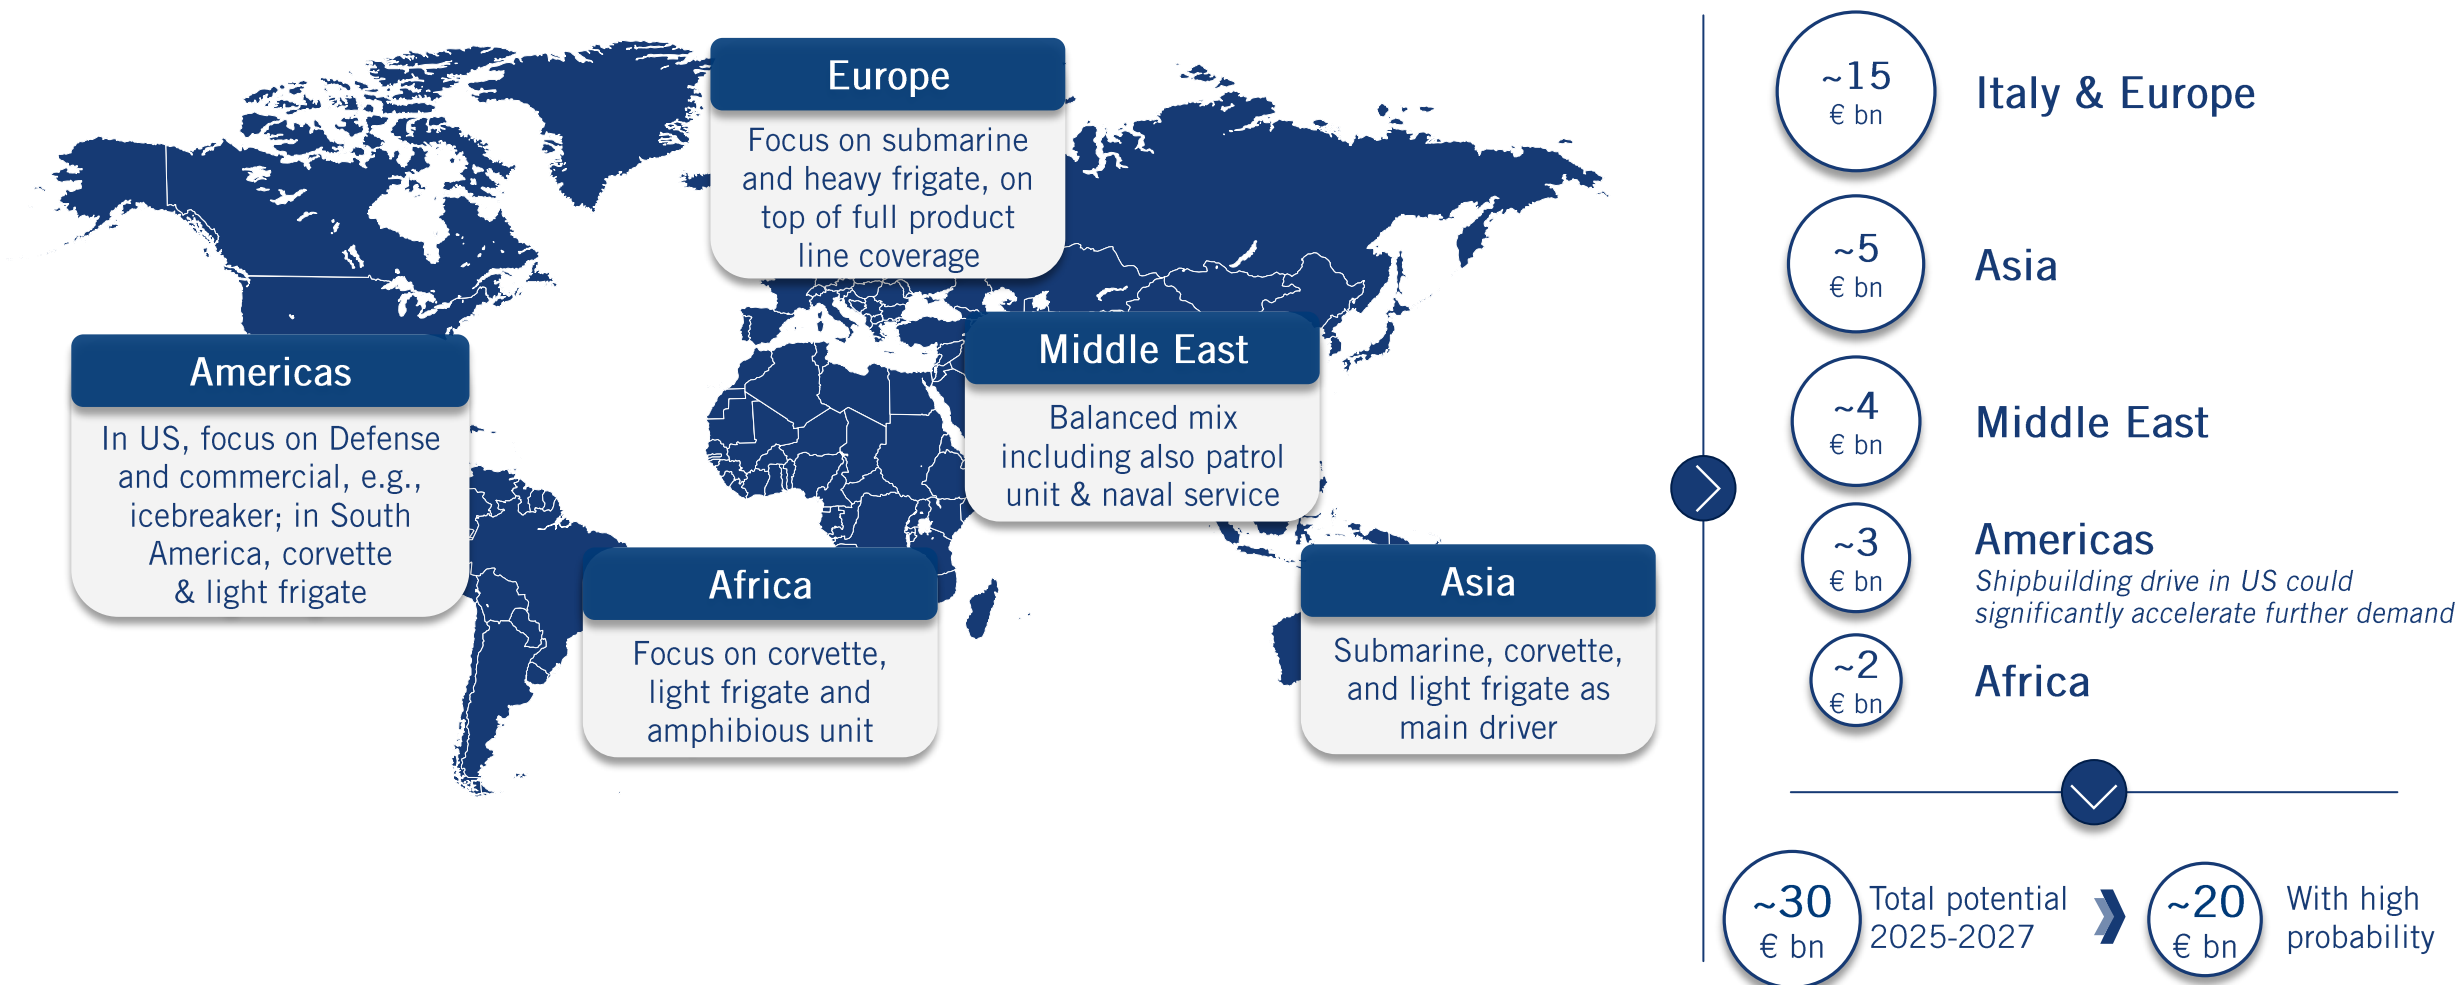 Europe
Focus on submarine
and heavy frigate, on
top of full product
line coverage
Americas
In US, focus on Defense
and commercial, e.g.,
icebreaker; in South
America, corvette
& light frigate
Middle East
Balanced mix
including also patrol
unit & naval service
Africa
Focus on corvette,
light frigate and
amphibious unit
Asia
Submarine, corvette,
and light frigate as
main driver
~15
€ bn
Italy & Europe
~5
€ bn
Asia
~4
€ bn
Middle East
~3
€ bn
Americas
Shipbuilding drive in US could
significantly accelerate further demand
~2
€ bn
Africa
~30
€ bn
Total potential
2025-2027
~20
€ bn
With high
probability